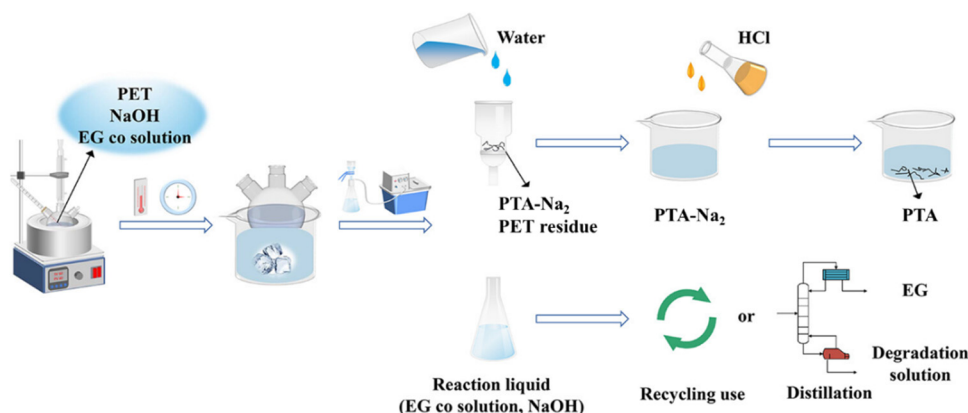 PET
NaOH
EG co solution
Water
PTA-Na₂
PET residue
HCl
PTA-Na₂
PTA
Reaction liquid
(EG co solution, NaOH)
Recycling use
or
Distillation
EG
Degradation
solution